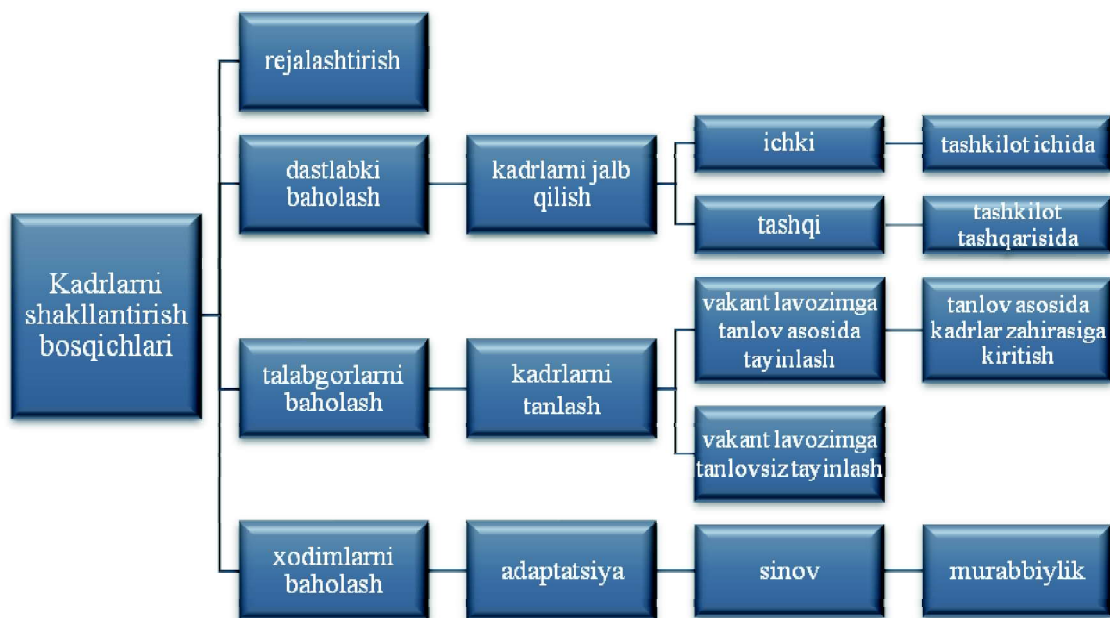 Kadrlarni
shakllantirish
bosqichlari
rejalashtirish
dastlabki
baholash
kadrlarni jalb
qilish
ichki
tashkilot ichida
tashqi
tashkilot
tashqarisida
talabgorlarni
baholash
kadrlarni
tanlash
vakant lavozimga
tanlov asosida
tayinlash
tanlov asosida
kadrlar zahirasiga
kiritish
vakant lavozimga
tanlovsiz tayinlash
xodimlarni
baholash
adaptatsiya
sinov
murabbiylik